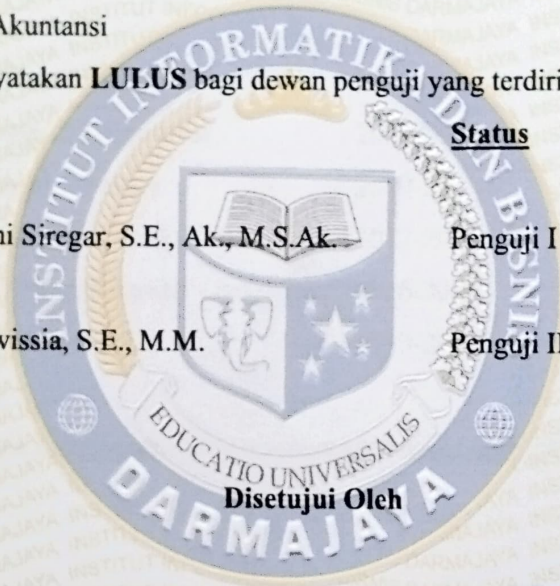 Akuntansi
yatakan LULUS bagi dewan penguji yang terdiri
Status
ni Siregar, S.E., Ak., M.S.Ak. Penguji I
vissia, S.E., M.M. Penguji II
Disetujui Oleh
INSTITUT INFORMATIKA DAN BISNIS
EDUCATIO UNIVERSALIS
DARMAJAYA